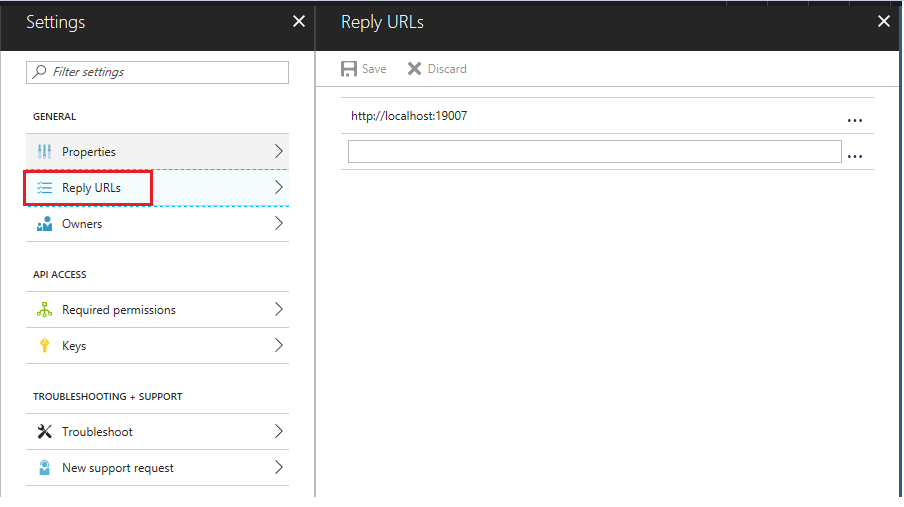 Settings
Filter settings
GENERAL
Properties
Reply URLs
Owners
API ACCESS
Required permissions
Keys
TROUBLESHOOTING + SUPPORT
Troubleshoot
New support request
Reply URLs
Save Discard
http://localhost:19007
...
...